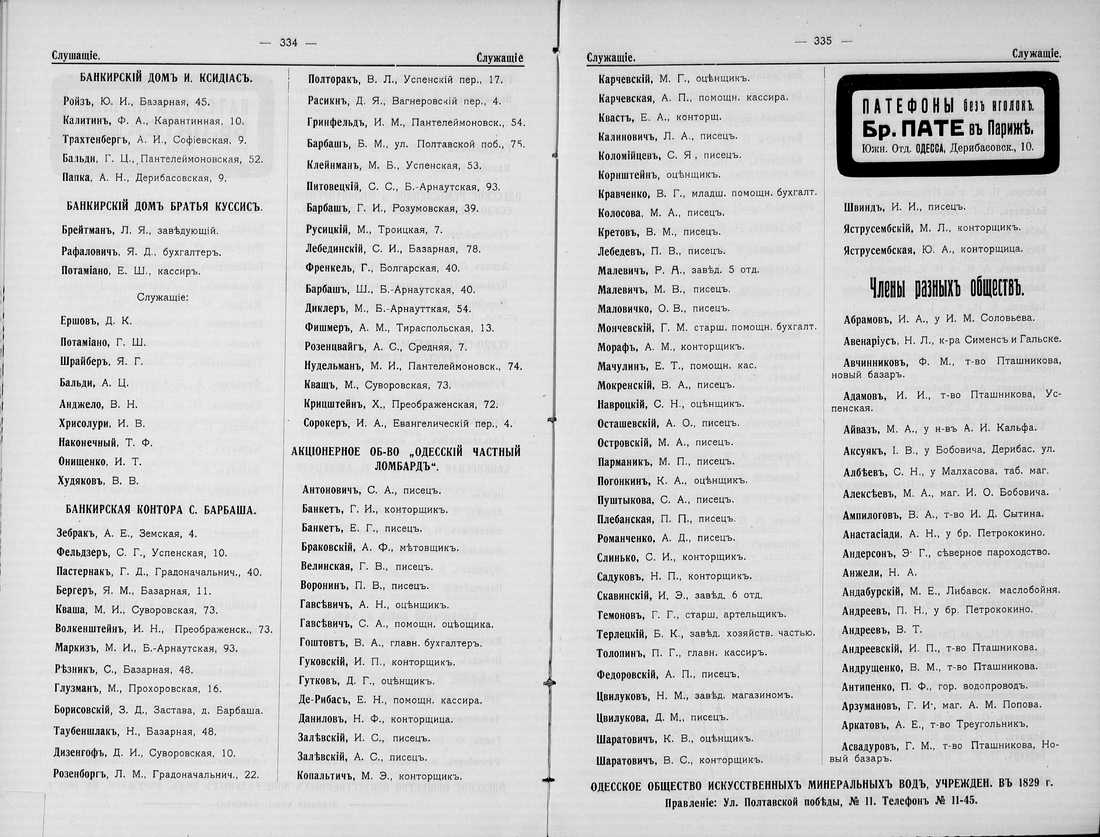 — 334 —
Служащіе. Служащіе
БАНКИРСКІЙ ДОМЪ И. КСИДІАСЪ.
Ройзъ, Ю. И., Базарная, 45.
Калитинъ, Ф. А., Карантинная, 10.
Трахтенбергъ, А. И., Софіевская, 9.
Бальди, Г. Ц., Пантелеймоновская, 52.
Папка, А. Н., Дерибасовская, 9.
БАНКИРСКІЙ ДОМЪ БРАТЬЯ КУССИСЪ.
Брейтманъ, Л. Я., завѣдующій.
Рафаловичъ, Я. Д., бухгалтеръ.
Потаміано, Е. Ш., кассиръ.
Служащіе:
Ершовъ, Д. К.
Потаміано, Г. Ш.
Шрайберъ, Я. Г.
Бальди, А. Ц.
Анджело, В. Н.
Хрисолури, И. В.
Наконечный, Т. Ф.
Онищенко, И. Т.
Худяковъ, В. В.
БАНКИРСКАЯ КОНТОРА С. БАРБАША.
Зебракъ, А. Е., Земская, 4.
Фельдзеръ, С. Г., Успенская, 10.
Пастернакъ, Г. Д., Градоначальнич., 40.
Бергеръ, Я. М., Базарная, 11.
Кваша, М. И., Суворовская, 73.
Волкенштейнъ, И. Н., Преображенск., 73.
Маркизъ, М. И., Б.-Арнаутская, 93.
Рѣзникъ, С., Базарная, 48.
Глузманъ, М., Прохоровская, 16.
Борисовскій, З. Д., Застава, д. Барбаша.
Таубеншлакъ, Н., Базарная, 48.
Дизенгофъ, Д. И., Суворовская, 10.
Розенборгъ, Л. М., Градоначальнич., 22.
Полторакъ, В. Л., Успенскій пер., 17.
Расикнъ, Д. Я., Вагнеровскій пер., 4.
Гринфельдъ, И. М., Пантелеймоновск., 54.
Барбашъ, Б. М., ул. Полтавской поб., 75.
Клейнманъ, М. Б., Успенская, 53.
Питовецкій, С. С., Б.-Арнаутская, 93.
Барбашъ, Г. И., Розумовская, 39.
Русицкій, М., Троицкая, 7.
Лебединскій, С. И., Базарная, 78.
Френкель, Г., Болгарская, 40.
Барбашъ, Ш., Б.-Арнаутская, 40.
Диклеръ, М., Б.-Арнаутткая, 54.
Фишмеръ, А. М., Тираспольская, 13.
Розенцвайгъ, А. С., Средняя, 7.
Нудельманъ, М. И., Пантелеймоновск., 74.
Кващъ, М., Суворовская, 73.
Крицштейнъ, Х., Преображенская, 72.
Сорокеръ, И. А., Евангелическій пер., 4.
АКЦІОНЕРНОЕ ОБ-ВО „ОДЕССКІЙ ЧАСТНЫЙ
ЛОМБАРДЪ“.
Антоновичъ, С. А., писецъ.
Банкетъ, Г. И., конторщикъ.
Банкетъ, Е. Г., писецъ.
Браковскій, А. Ф., мѣтовщикъ.
Велинская, Г. В., писецъ.
Воронинъ, П. В., писецъ.
Гавсѣвичъ, А. Н., оцѣнщикъ.
Гавсѣвичъ, С. А., помощн. оцѣощика.
Гоштовтъ, В. А., главн. бухгалтеръ.
Гуковскій, И. П., конторщикъ.
Гутковъ, Д. Г., оцѣнщикъ.
Де-Рибасъ, Е. Н., помощн. кассира.
Даниловъ, Н. Ф., конторщица.
Залѣвскій, И. С., писецъ.
Залѣвскій, А. С., писецъ.
Копальтичъ, М. Э., конторщикъ.
— 335 —
Служащіе. Служащіе.
Карчевскій, М. Г., оцѣнщикъ.
Карчевская, А. П., помощн. кассира.
Квастъ, Е. А., конторщ.
Калиновичъ, Л. А., писецъ.
Коломійцевъ, С. Я , писецъ.
Корнштейнъ, оцѣнщикъ.
Кравченко, В. Г., младш. помощн. бухгалт.
Колосова, М. А., писецъ.
Кретовъ, В. М., писецъ.
Лебедевъ, П. В., писецъ.
Малевичъ, Р. Д., завѣд. 5 отд.
Малевичъ, М. В., писецъ.
Маловичко, О. В., писецъ.
Мончевскій, Г. М. старш. помощн. бухгалт.
Морафъ, А. М., конторщикъ.
Мачулинъ, Е. Т., помощн. кас.
Мокренскій, В. А., писецъ.
Навроцкій, С. Н., оцѣнщикъ.
Осташевскій, А. О., писецъ.
Островскій, М. А., писецъ.
Парманикъ, М. П., писецъ.
Погонкинъ, К. А., оцѣнщикъ.
Пуштыкова, С. А., писецъ.
Плебанская, П. П., писецъ.
Романченко, А. Д., писецъ.
Слинько, С. И., конторщикъ.
Садуковъ, Н. П., конторщикъ.
Скавинскій, И. Э., завѣд. 6 отд.
Темоновъ, Г. Г., старш, артельщикъ.
Терлецкій, Б. К., завѣд. хозяйств. частью.
Толопинъ, П. Г., главн. кассиръ.
Федоровскій, А. П., писецъ,
Цвилуковъ, Н. М., завѣд. магазиномъ.
Цвилукова, Д. М., писецъ.
Шаратовичъ, К. В., оцѣнщикъ.
Шаратовичъ, В. С., конторщикъ.
ПАТЕФОНЫ безъ иголокъ.
Бр. ПАТЕ въ Парижѣ.
Южн. Отд. ОДЕССА, Дерибасовск., 10.
Швиндъ, И. И., писецъ.
Яструсембскій, М. Л., конторщикъ.
Яструсембская, Ю. А., конторщица.
Члены разныхъ обществъ.
Абрамовъ, И. А., у И. М. Соловьева.
Авенаріусъ, Н. Л., к-ра Сименсъ и Гальске.
Авчинниковъ, Ф. М., т-во Пташникова,
новый базаръ.
Адамовъ, И. И., т-во Пташникова, Ус-
пенская.
Айвазъ, М. А., у н-въ А. И. Кальфа.
Аксуякъ, І. В., у Бобовича, Дерибас. ул.
Албѣевъ, С. Н., у Малхасова, таб. маг.
Алексѣевъ, М. А., маг. И. О. Бобовича.
Ампилоговъ, В. А., т-во И. Д. Сытина.
Анастасіади. А. Н., у бр. Петрококино.
Андерсонъ, Э· Г., сѣверное пароходство.
Анжели, Н. А.
Андабурскій, М. Е., Либавск. маслобойня.
Андреевъ, П. Н., у бр. Петрококино.
Андреевъ, В. Т.
Андреевскій, И. П., т-во Пташникова.
Андрущенко, В. М., т-во Пташникова.
Антипенко, П. Ф., гор. водопровод.
Арзумановъ, Г. И·, маг. А. М. Попова.
Аркатовъ, А. Е., т-во Треугольникъ,
Асвадуровъ, Г. М., т-во Пташникова, Но-
вый базаръ.
ОДЕССКОЕ ОБЩЕСТВО ИСКУССТВЕННЫХЪ МИНЕРАЛЬНЫХЪ ВОДЪ, УЧРЕЖДЕН. ВЪ 1829 г.
Правленіе: Ул. Полтавской побѣды, № 11. Телефонъ № 11-45.